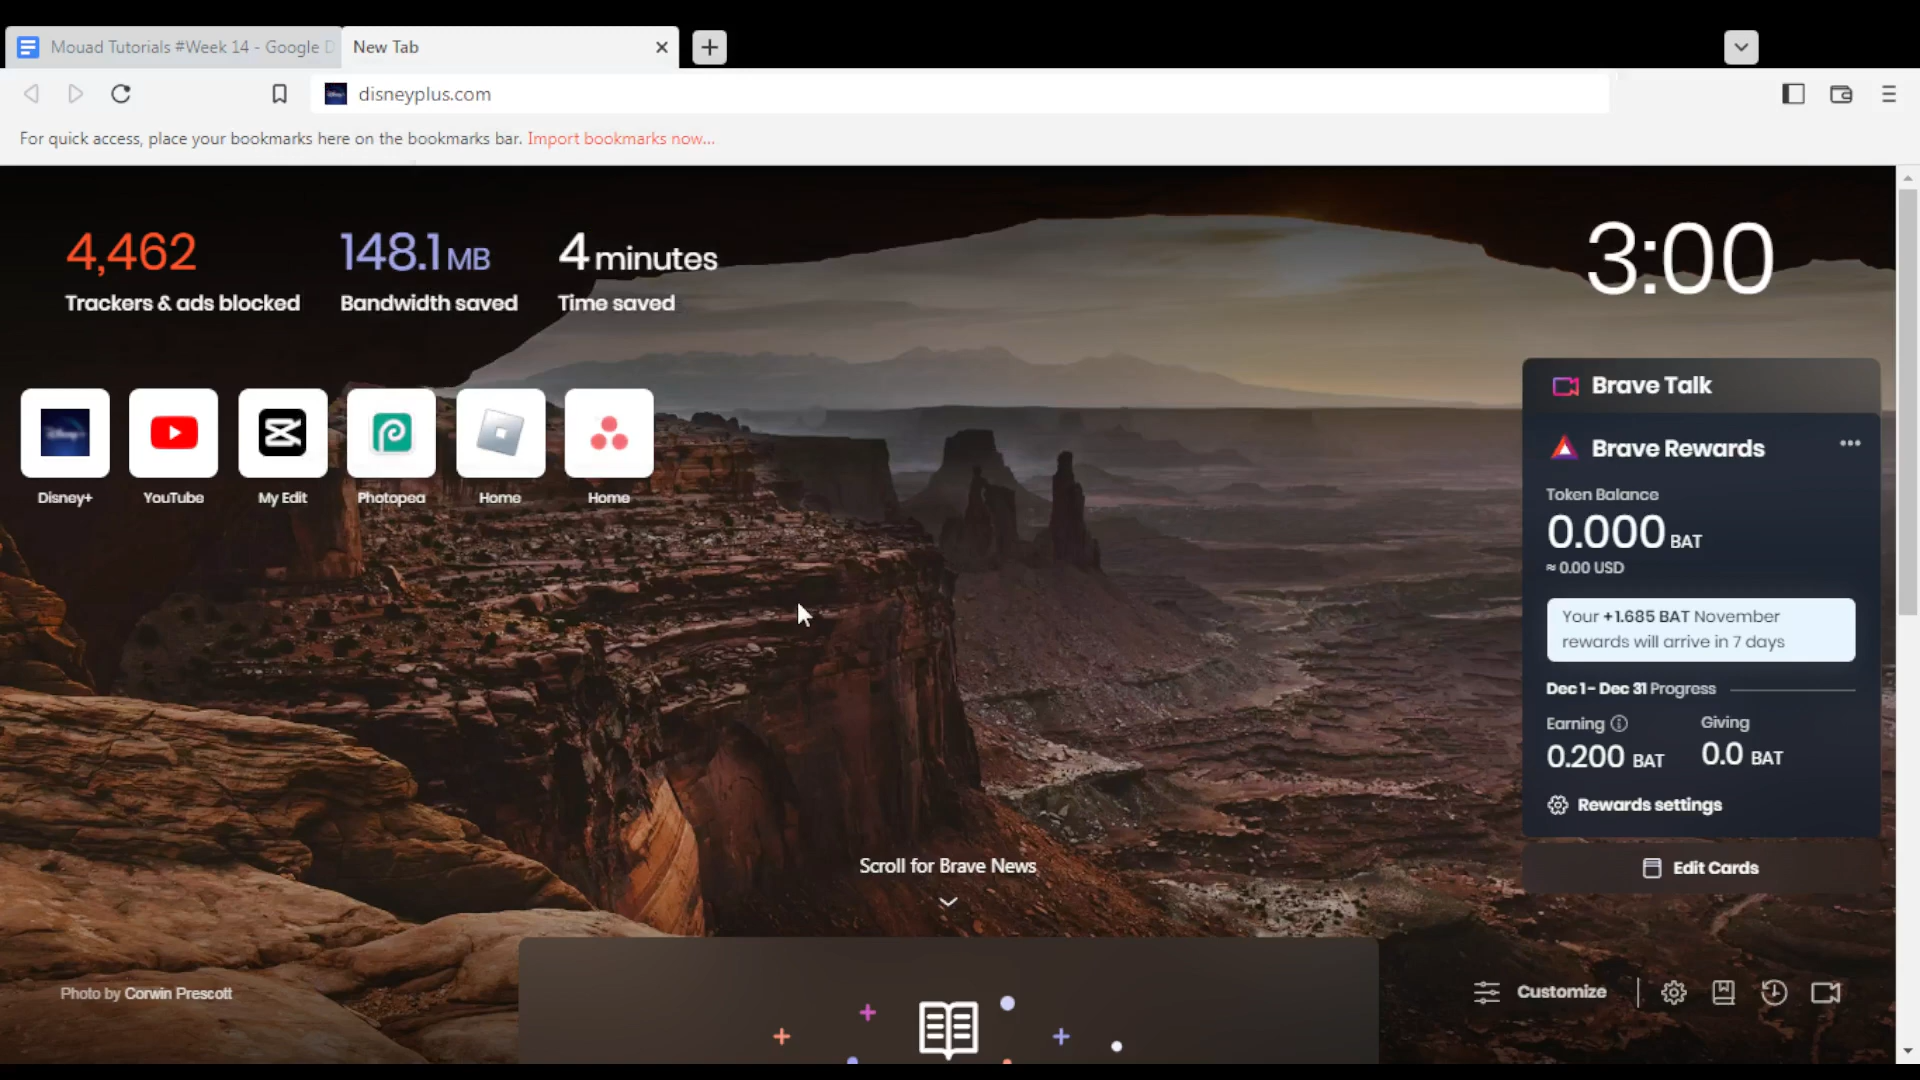 Mouad Tutorials #Week 14 - Google D
New Tab
disneyplus.com
For quick access, place your bookmarks here on the bookmarks bar. Import bookmarks now...
4,462
Trackers & ads blocked
148.1 MB
Bandwidth saved
4 minutes
Time saved
3:00
Disney+
YouTube
My Edit
Photopea
Home
Home
Brave Talk
Brave Rewards
Token Balance
0.000 BAT
≈ 0.00 USD
Your +1.685 BAT November
rewards will arrive in 7 days
Dec 1 - Dec 31 Progress
Earning
Giving
0.200 BAT
0.0 BAT
Rewards settings
Edit Cards
Scroll for Brave News
Photo by Corwin Prescott
Customize